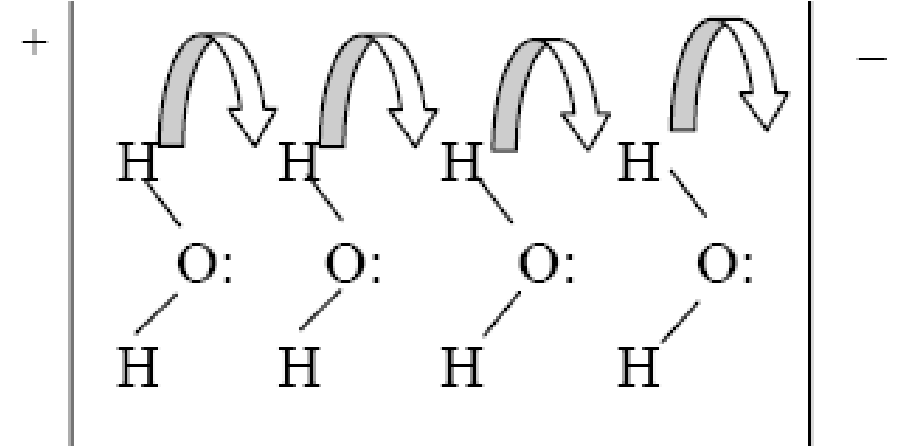 + −
H H H H
O: O: O: O:
H H H H